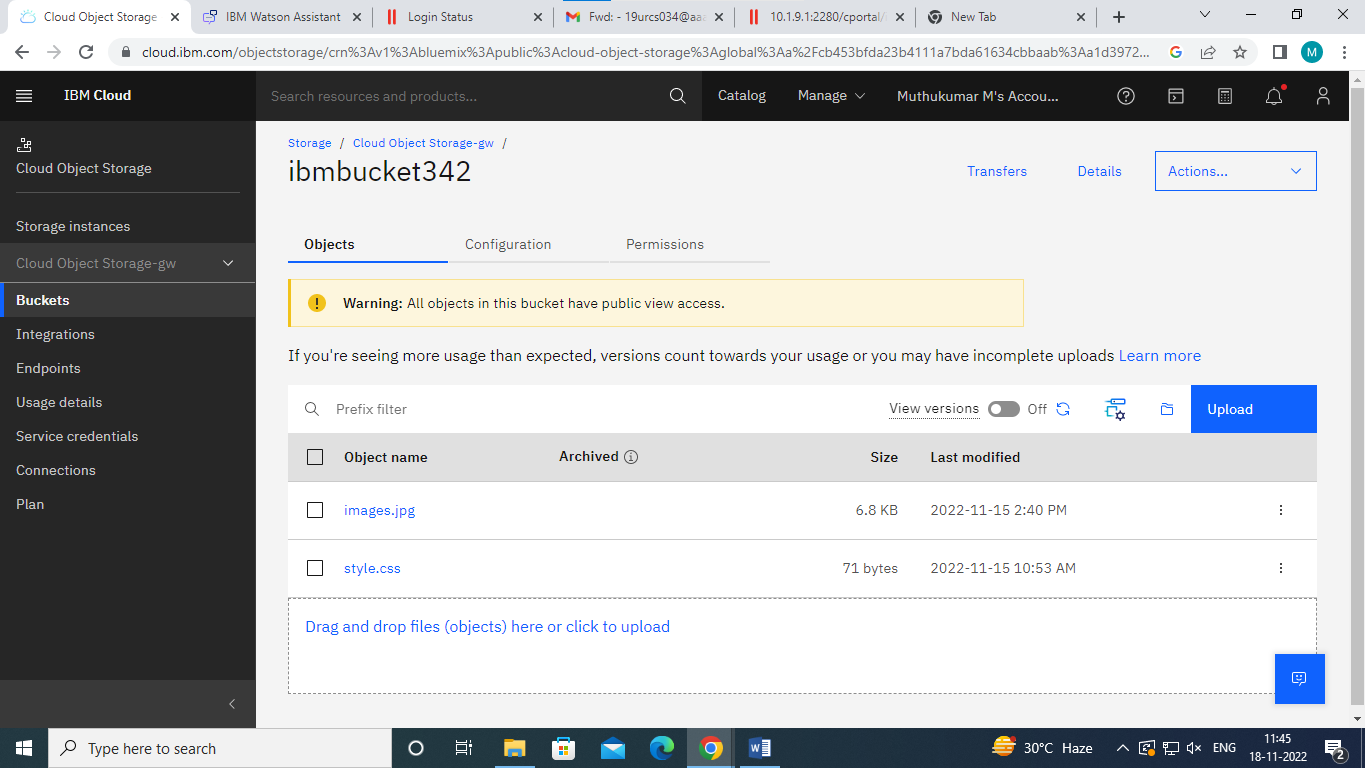 Cloud Object Storage
IBM Watson Assistant
Login Status
Fwd: - 19urcs034@aaa
10.1.9.1:2280/cportal/
New Tab
cloud.ibm.com/objectstorage/crn%3Av1%3Abluemix%3Apublic%3Acloud-object-storage%3Aglobal%3Aa%2Fcb453bfda23b4111a7bda61634cbbaab%3Aa1d3972...
M
IBM Cloud
Search resources and products...
Catalog
Manage
Muthukumar M's Accou...
Cloud Object Storage
Storage instances
Cloud Object Storage-gw
Buckets
Integrations
Endpoints
Usage details
Service credentials
Connections
Plan
Storage / Cloud Object Storage-gw /
ibmbucket342
Transfers
Details
Actions...
Objects
Configuration
Permissions
Warning: All objects in this bucket have public view access.
If you're seeing more usage than expected, versions count towards your usage or you may have incomplete uploads Learn more
Prefix filter
View versions
Off
Upload
Object name Archived Size Last modified
images.jpg 6.8 KB 2022-11-15 2:40 PM
style.css 71 bytes 2022-11-15 10:53 AM
Drag and drop files (objects) here or click to upload
Type here to search
30°C Haze
ENG
11:45
18-11-2022
2